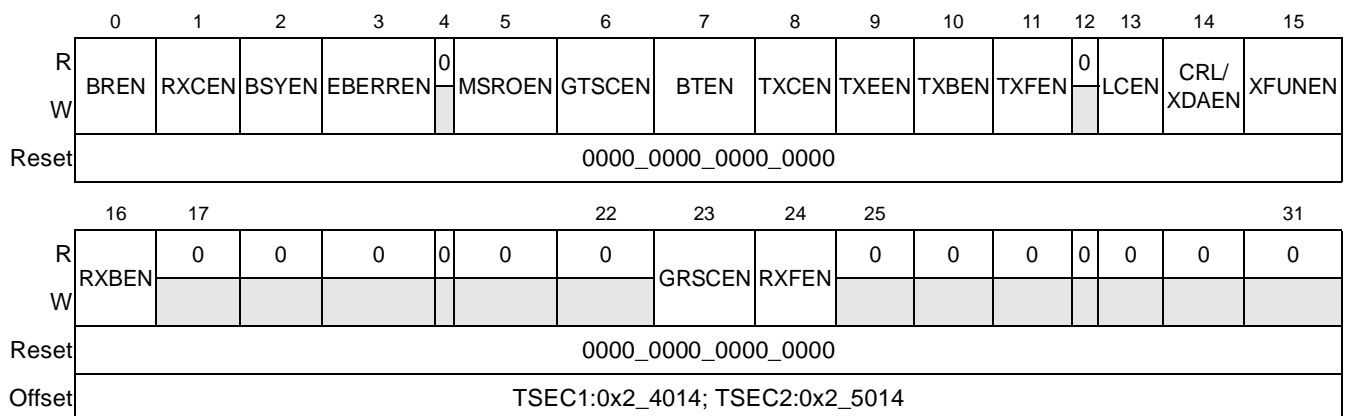 0 1 2 3 4 5 6 7 8 9 10 11 12 13 14 15
R BREN RXCEN BSYEN EBERREN 0 MSROEN GTSCEN BTEN TXCEN TXEEN TXBEN TXFEN 0 LCEN CRL/ XDAEN XFUNEN
W
Reset 0000_0000_0000_0000
16 17 22 23 24 25 31
R RXBEN 0 0 0 0 0 0 GRSCEN RXFEN 0 0 0 0 0 0 0
W
Reset 0000_0000_0000_0000
Offset TSEC1:0x2_4014; TSEC2:0x2_5014